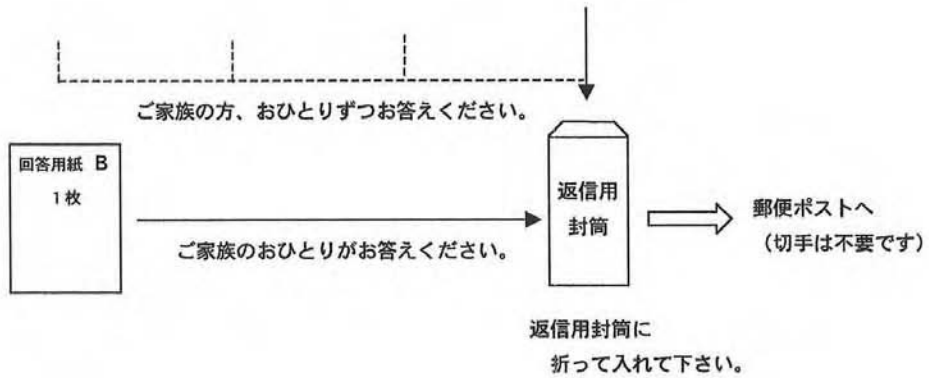 ご家族の方、おひとりずつお答えください。
回答用紙 B
1枚
返信用
封筒
郵便ポストへ
（切手は不要です）
ご家族のおひとりがお答えください。
返信用封筒に
折って入れて下さい。